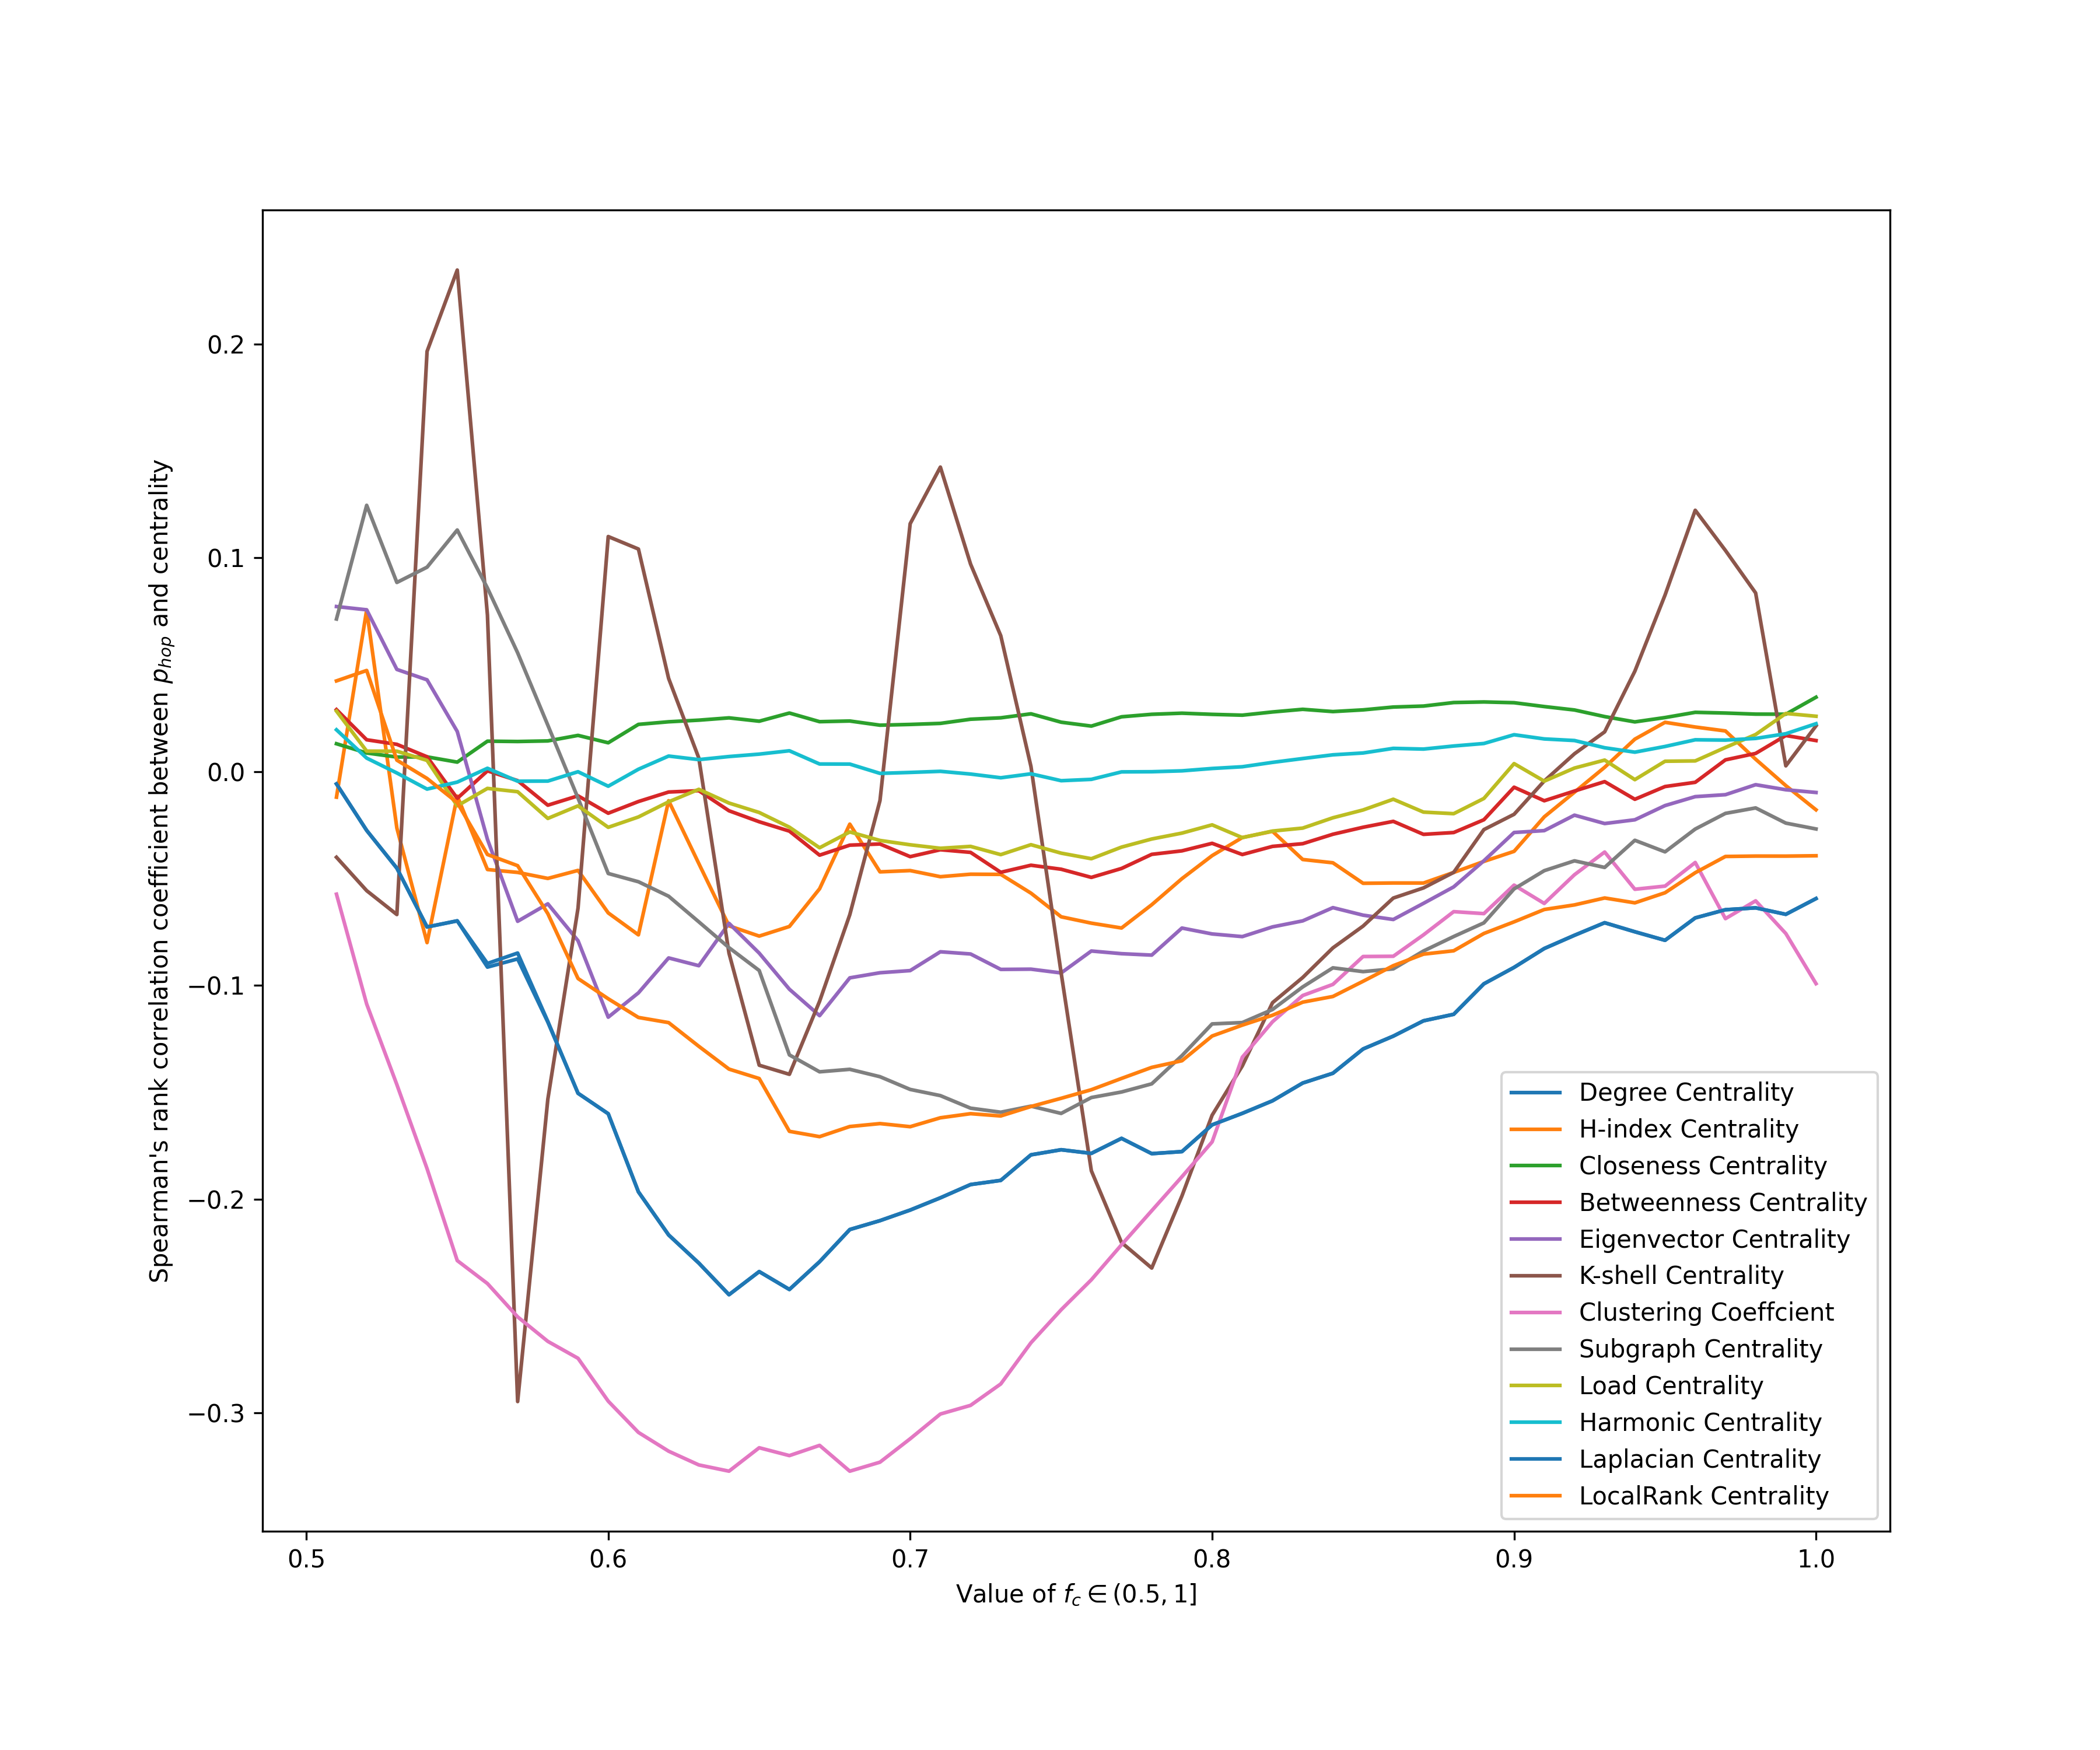 Spearman's rank correlation coefficient between p_hop and centrality
0.2
0.1
0.0
−0.1
−0.2
−0.3
0.5 0.6 0.7 0.8 0.9 1.0
Value of f_c ∈ (0.5, 1]
Degree Centrality
H-index Centrality
Closeness Centrality
Betweenness Centrality
Eigenvector Centrality
K-shell Centrality
Clustering Coeffcient
Subgraph Centrality
Load Centrality
Harmonic Centrality
Laplacian Centrality
LocalRank Centrality